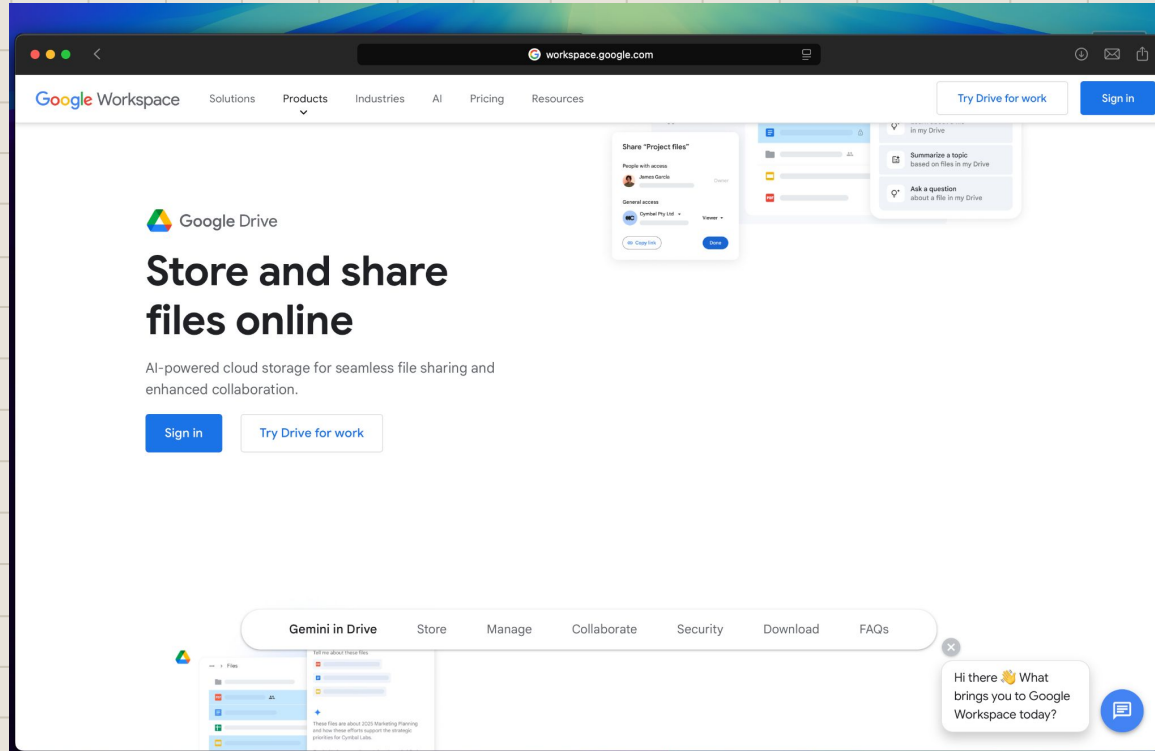 workspace.google.com
Google Workspace
Solutions
Products
Industries
AI
Pricing
Resources
Try Drive for work
Sign in
Share "Project files"
People with access
James Garcia
Owner
General access
Cymbal Pty Ltd
Viewer
Copy link
Done
PDF
in my Drive
Summarize a topic
based on files in my Drive
Ask a question
about a file in my Drive
Google Drive
Store and share
files online
AI-powered cloud storage for seamless file sharing and
enhanced collaboration.
Sign in
Try Drive for work
Gemini in Drive
Store
Manage
Collaborate
Security
Download
FAQs
Files
Tell me about these files
These files are about 2025 Marketing Planning
and how these efforts support the strategic
priorities for Cymbal Labs.
Hi there 👋 What
brings you to Google
Workspace today?